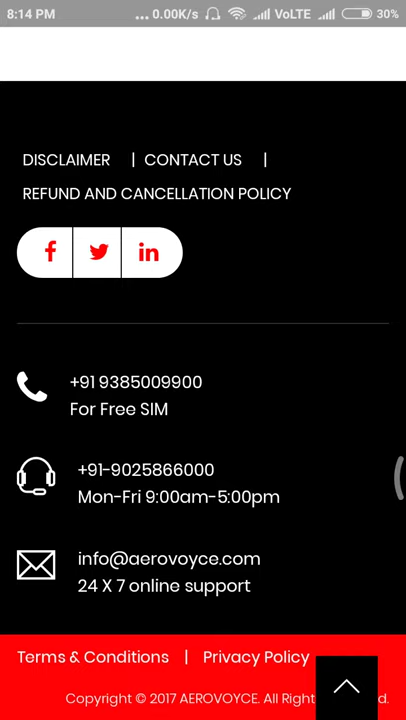 8:14 PM ... 0.00K/s VoLTE 30%
DISCLAIMER | CONTACT US |
REFUND AND CANCELLATION POLICY
f in
+91 9385009900
For Free SIM
+91-9025866000
Mon-Fri 9:00am-5:00pm
info@aerovoyce.com
24 X 7 online support
Terms & Conditions | Privacy Policy
Copyright © 2017 AEROVOYCE. All Right d.